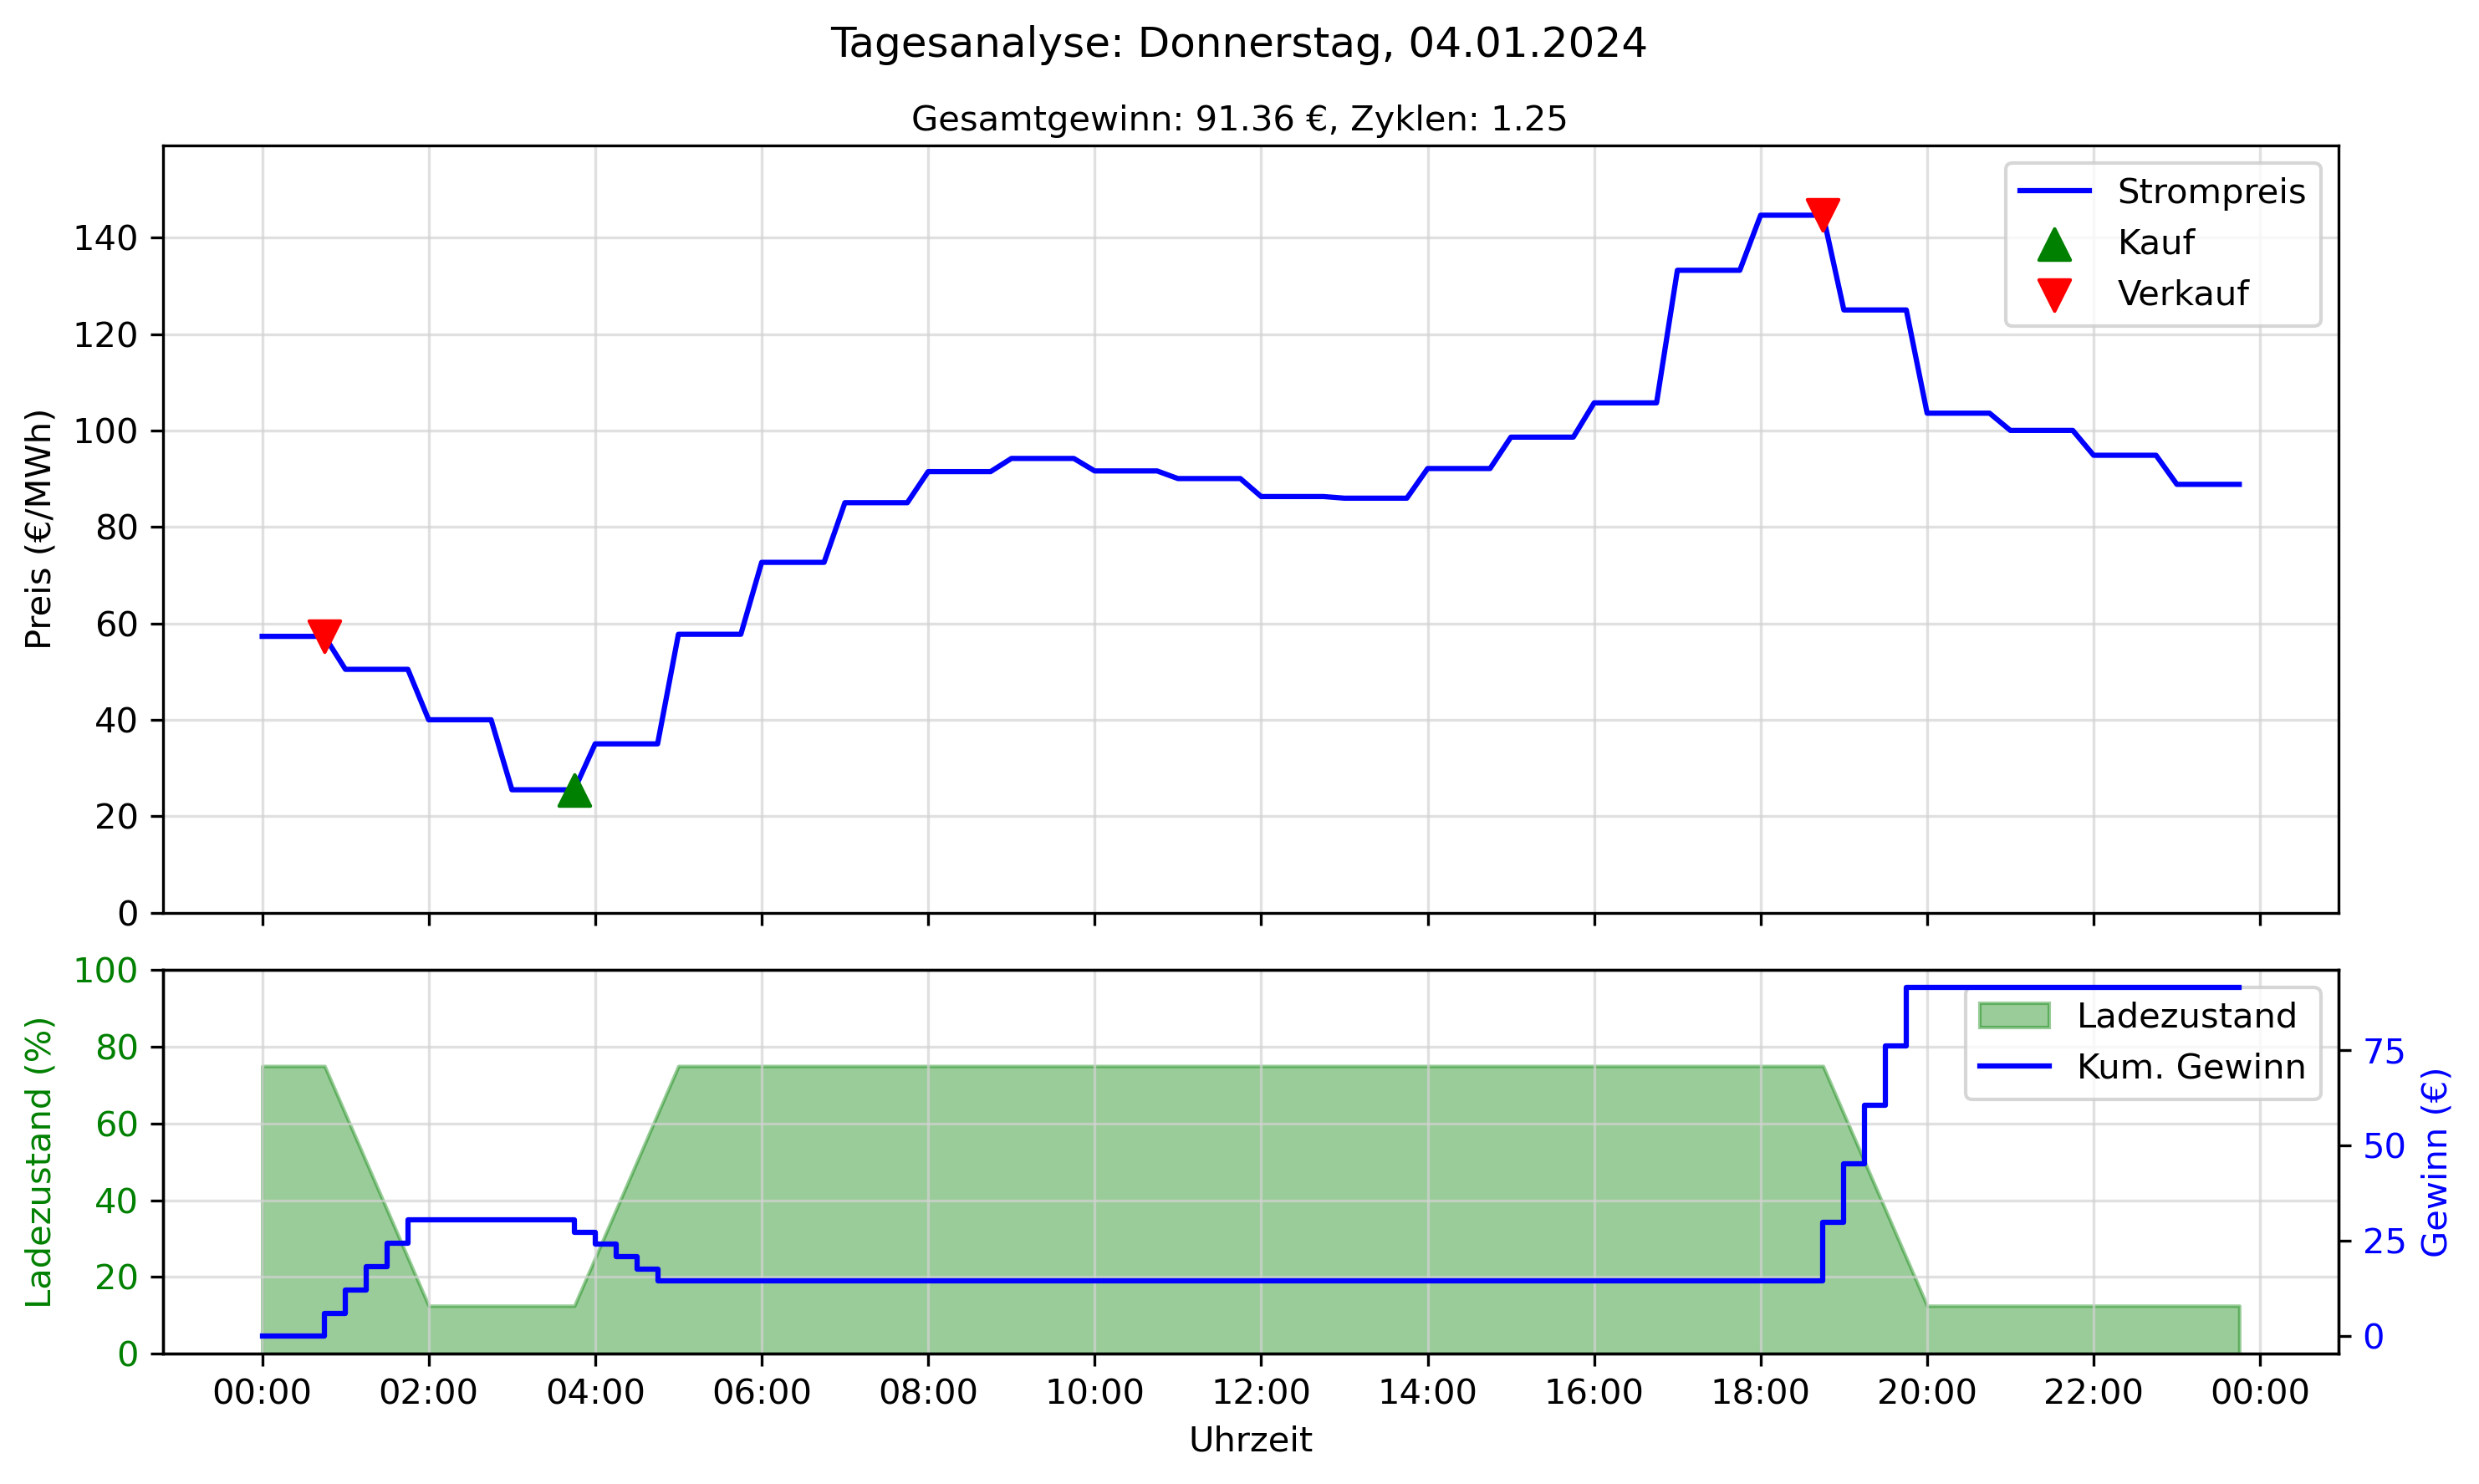 Tagesanalyse: Donnerstag, 04.01.2024
Gesamtgewinn: 91.36 €, Zyklen: 1.25
Preis (€/MWh)
140
120
100
80
60
40
20
0
Strompreis
Kauf
Verkauf
Ladezustand (%)
100
80
60
40
20
0
Ladezustand
Kum. Gewinn
75
50
25
0
Gewinn (€)
00:00 02:00 04:00 06:00 08:00 10:00 12:00 14:00 16:00 18:00 20:00 22:00 00:00
Uhrzeit